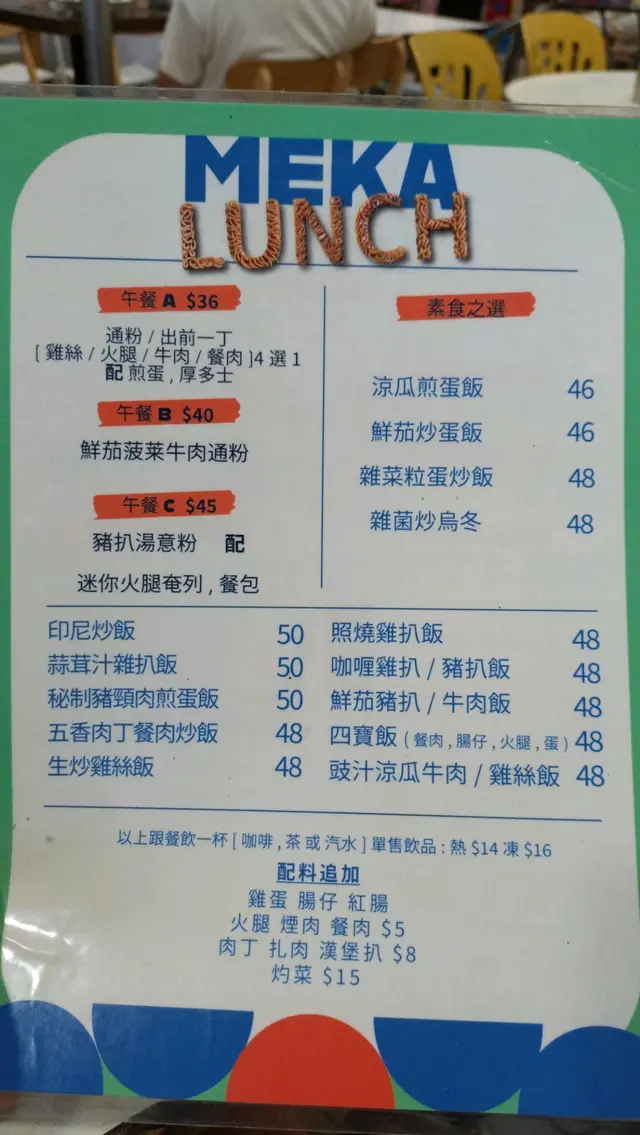 MEKA
LUNCH
午餐 A $36
通粉 / 出前一丁
[ 雞絲 / 火腿 / 牛肉 / 餐肉 ]4 選 1
配 煎蛋 , 厚多士
午餐 B $40
鮮茄菠菜牛肉通粉
午餐 C $45
豬扒湯意粉 配
迷你火腿奄列 , 餐包
素食之選
涼瓜煎蛋飯 46
鮮茄炒蛋飯 46
雜菜粒蛋炒飯 48
雜菌炒烏冬 48
印尼炒飯 50
蒜茸汁雜扒飯 50
秘制豬頸肉煎蛋飯 50
五香肉丁餐肉炒飯 48
生炒雞絲飯 48
照燒雞扒飯 48
咖喱雞扒 / 豬扒飯 48
鮮茄豬扒 / 牛肉飯 48
四寶飯 ( 餐肉 , 腸仔 , 火腿 , 蛋 ) 48
豉汁涼瓜牛肉 / 雞絲飯 48
以上跟餐飲一杯 [ 咖啡 , 茶 或 汽水 ] 單售飲品 : 熱 $14 凍 $16
配料追加
雞蛋 腸仔 紅腸
火腿 煙肉 餐肉 $5
肉丁 扎肉 漢堡扒 $8
灼菜 $15